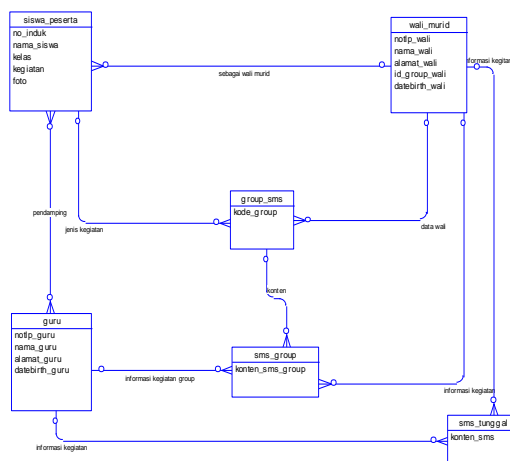 siswa_peserta
no_induk
nama_siswa
kelas
kegiatan
foto
wali_murid
notlp_wali
nama_wali
alamat_wali
id_group_wali
datebirth_wali
sebagai wali murid
pendamping
jenis kegiatan
group_sms
kode_group
data wali
konten
guru
notlp_guru
nama_guru
alamat_guru
datebirth_guru
informasi kegiatan group
sms_group
konten_sms_group
informasi kegiatan
informasi kegiatan
sms_tunggal
konten_sms